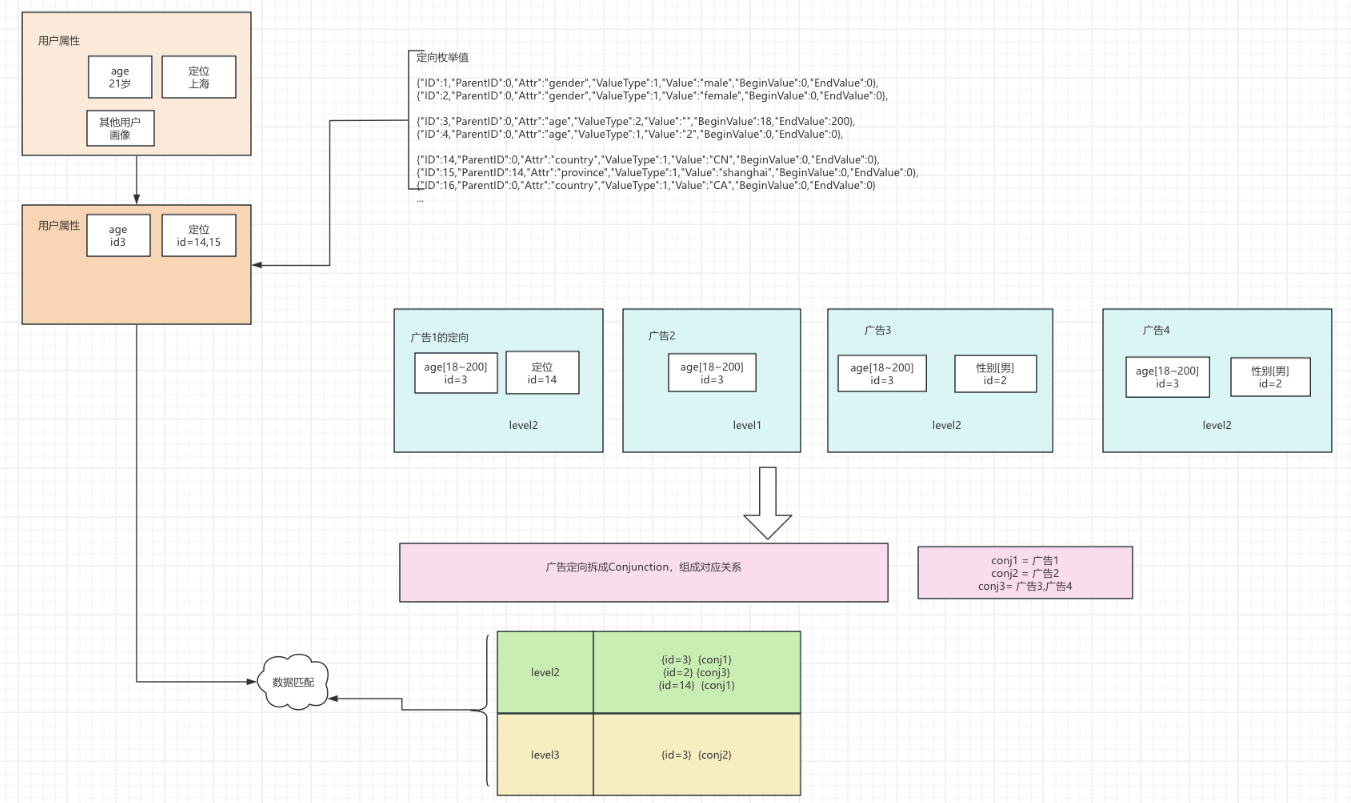 用户属性
age
21岁
定位
上海
其他用户
画像
定向枚举值
{"ID":1,"ParentID":0,"Attr":"gender","ValueType":1,"Value":"male","BeginValue":0,"EndValue":0},
{"ID":2,"ParentID":0,"Attr":"gender","ValueType":1,"Value":"female","BeginValue":0,"EndValue":0},
{"ID":3,"ParentID":0,"Attr":"age","ValueType":2,"Value":"","BeginValue":18,"EndValue":200},
{"ID":4,"ParentID":0,"Attr":"age","ValueType":1,"Value":"2","BeginValue":0,"EndValue":0},
{"ID":14,"ParentID":0,"Attr":"country","ValueType":1,"Value":"CN","BeginValue":0,"EndValue":0},
{"ID":15,"ParentID":14,"Attr":"province","ValueType":1,"Value":"shanghai","BeginValue":0,"EndValue":0},
{"ID":16,"ParentID":0,"Attr":"country","ValueType":1,"Value":"CA","BeginValue":0,"EndValue":0}
...
用户属性
age
id3
定位
id=14,15
广告1的定向
age[18~200]
id=3
定位
id=14
level2
广告2
age[18~200]
id=3
level1
广告3
age[18~200]
id=3
性别[男]
id=2
level2
广告4
age[18~200]
id=3
性别[男]
id=2
level2
广告定向拆成Conjunction，组成对应关系
conj1 = 广告1
conj2 = 广告2
conj3= 广告3,广告4
数据匹配
level2
{id=3} {conj1}
{id=2} {conj3}
{id=14} {conj1}
level3
{id=3} {conj2}